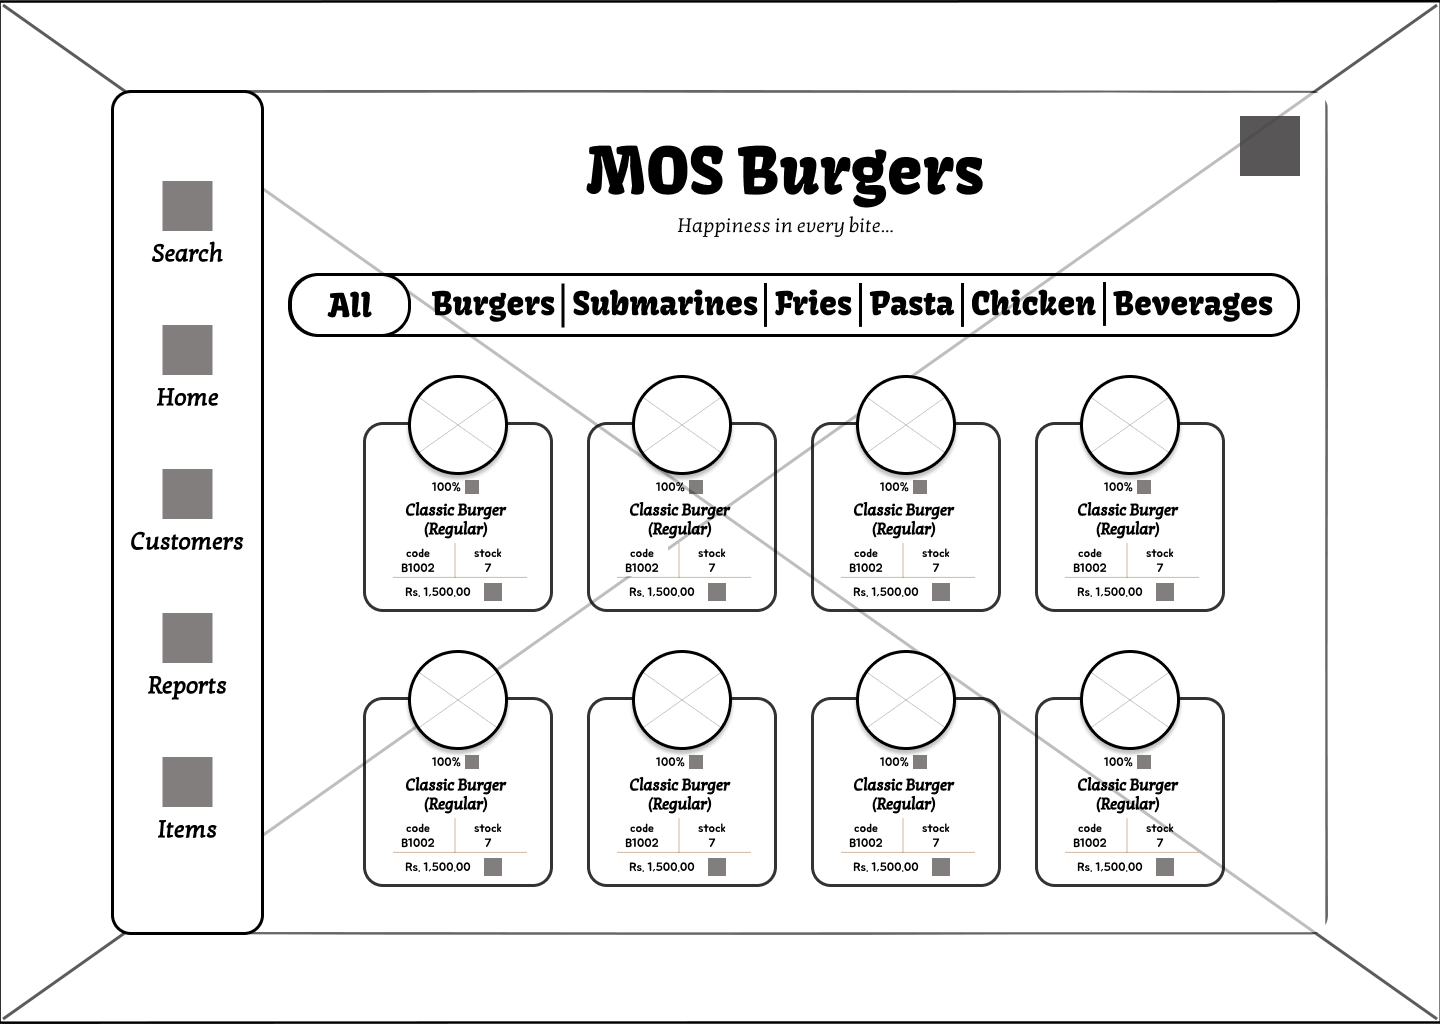 MOS Burgers
Happiness in every bite...
Search
Home
Customers
Reports
Items
All Burgers Submarines Fries Pasta Chicken Beverages
100%
Classic Burger
(Regular)
code stock
B1002 7
Rs. 1,500.00
100%
Classic Burger
(Regular)
code stock
B1002 7
Rs. 1,500.00
100%
Classic Burger
(Regular)
code stock
B1002 7
Rs. 1,500.00
100%
Classic Burger
(Regular)
code stock
B1002 7
Rs. 1,500.00
100%
Classic Burger
(Regular)
code stock
B1002 7
Rs. 1,500.00
100%
Classic Burger
(Regular)
code stock
B1002 7
Rs. 1,500.00
100%
Classic Burger
(Regular)
code stock
B1002 7
Rs. 1,500.00
100%
Classic Burger
(Regular)
code stock
B1002 7
Rs. 1,500.00